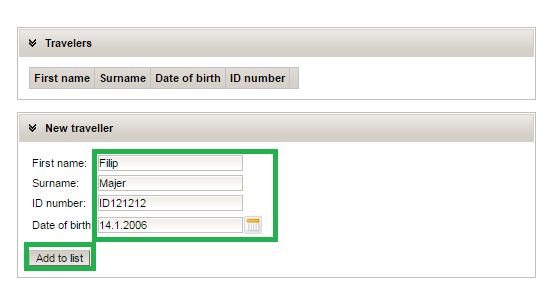 Travelers
First name Surname Date of birth ID number
New traveller
First name: Filip
Surname: Majer
ID number: ID121212
Date of birth 14.1.2006
Add to list